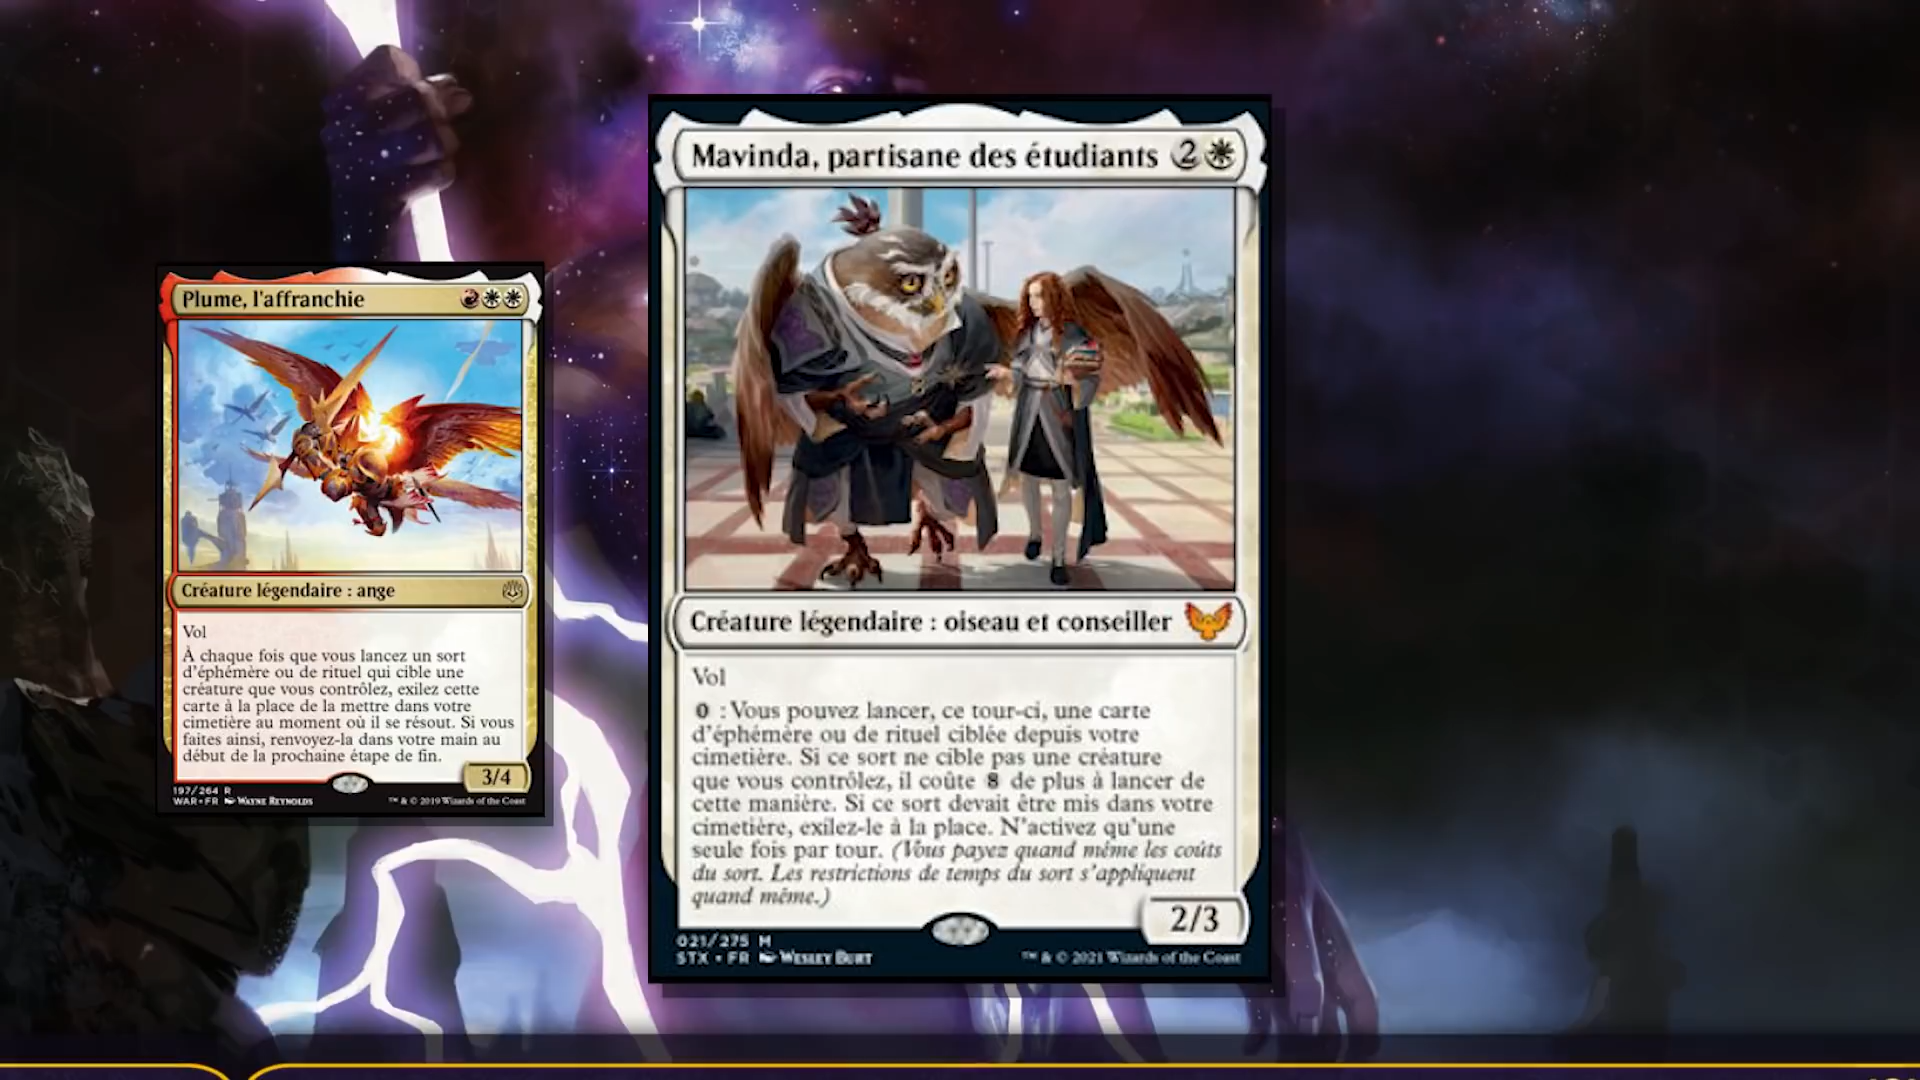 Plume, l'affranchie
Créature légendaire : ange
Vol
À chaque fois que vous lancez un sort
d'éphémère ou de rituel qui cible une
créature que vous contrôlez, exilez cette
carte à la place de la mettre dans votre
cimetière au moment où il se résout. Si vous
faites ainsi, renvoyez-la dans votre main au
début de la prochaine étape de fin.
3/4
197/264 R
WAR • FR Wayne Reynolds
™ & © 2019 Wizards of the Coast
Mavinda, partisane des étudiants 2
Créature légendaire : oiseau et conseiller
Vol
0 : Vous pouvez lancer, ce tour-ci, une carte
d'éphémère ou de rituel ciblée depuis votre
cimetière. Si ce sort ne cible pas une créature
que vous contrôlez, il coûte 8 de plus à lancer de
cette manière. Si ce sort devait être mis dans votre
cimetière, exilez-le à la place. N'activez qu'une
seule fois par tour. (Vous payez quand même les coûts
du sort. Les restrictions de temps du sort s'appliquent
quand même.)
2/3
021/275 M
STX • FR Wesley Burt
™ & © 2021 Wizards of the Coast